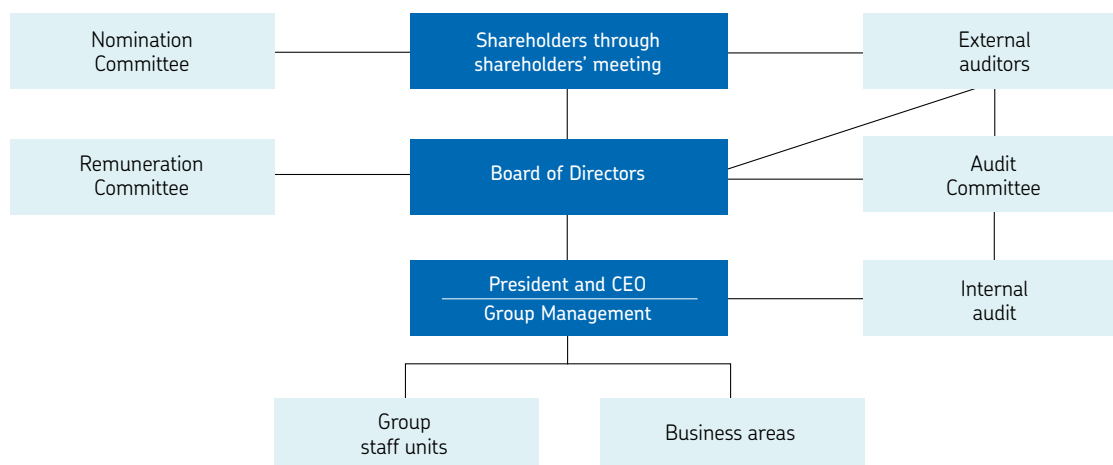 Nomination
Committee
Shareholders through
shareholders’ meeting
External
auditors
Remuneration
Committee
Board of Directors
Audit
Committee
President and CEO
Group Management
Internal
audit
Group
staff units
Business areas